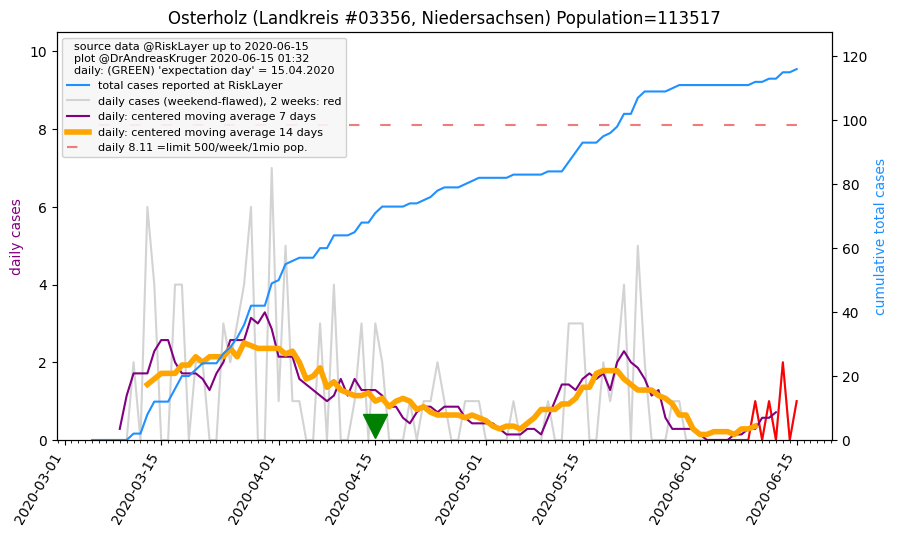 Osterholz (Landkreis #03356, Niedersachsen) Population=113517
source data @RiskLayer up to 2020-06-15
plot @DrAndreasKruger 2020-06-15 01:32
daily: (GREEN) 'expectation day' = 15.04.2020
total cases reported at RiskLayer
daily cases (weekend-flawed), 2 weeks: red
daily: centered moving average 7 days
daily: centered moving average 14 days
daily 8.11 =limit 500/week/1mio pop.
daily cases
10
8
6
4
2
0
120
100
80
60
40
20
0
cumulative total cases
2020-03-01
2020-03-15
2020-04-01
2020-04-15
2020-05-01
2020-05-15
2020-06-01
2020-06-15